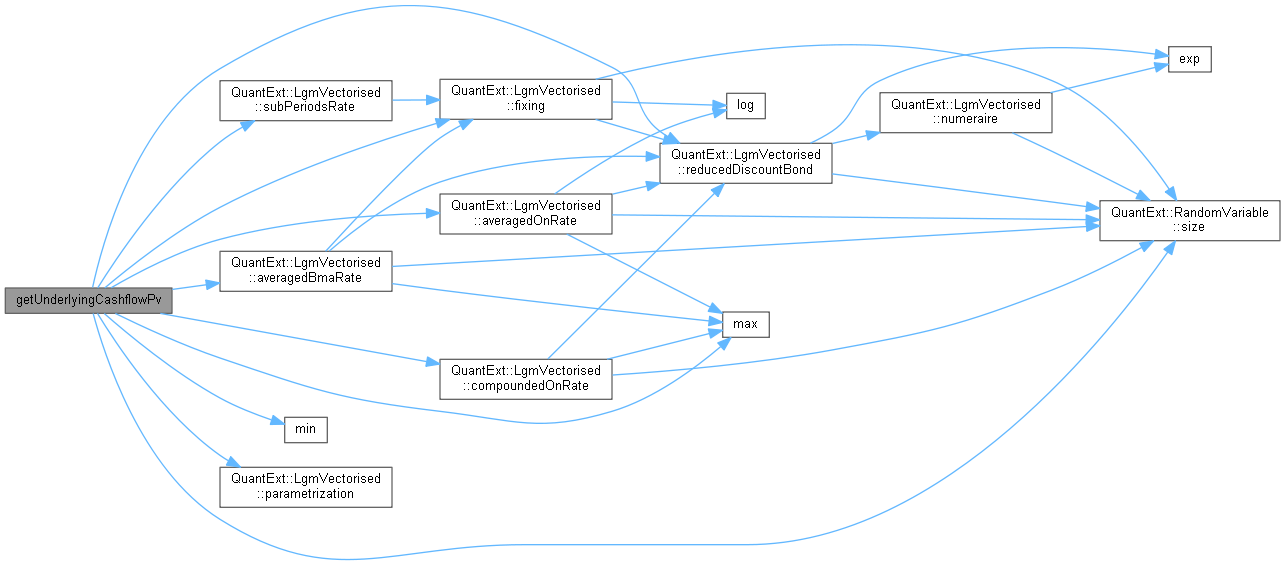 getUnderlyingCashflowPv
QuantExt::LgmVectorised
::subPeriodsRate
QuantExt::LgmVectorised
::fixing
log
exp
QuantExt::LgmVectorised
::numeraire
QuantExt::LgmVectorised
::reducedDiscountBond
QuantExt::LgmVectorised
::averagedOnRate
QuantExt::RandomVariable
::size
QuantExt::LgmVectorised
::averagedBmaRate
max
QuantExt::LgmVectorised
::compoundedOnRate
min
QuantExt::LgmVectorised
::parametrization